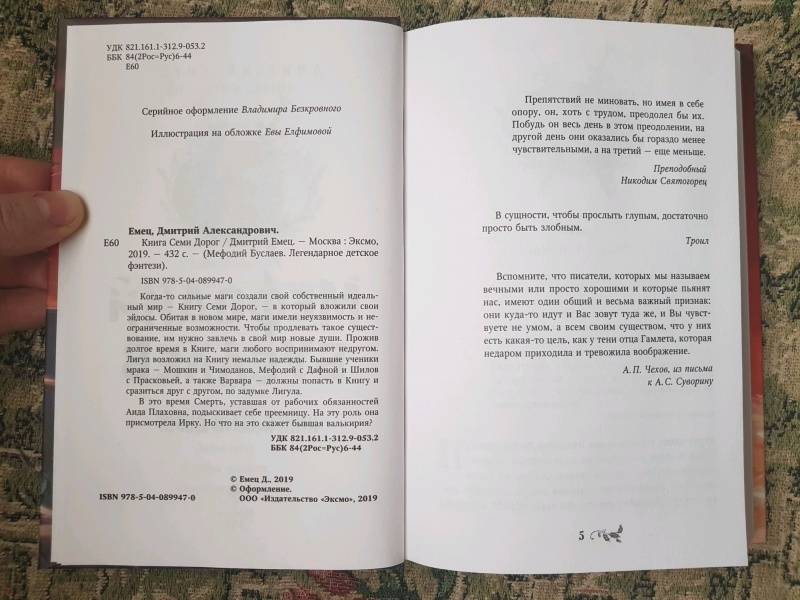 УДК 821.161.1-312.9-053.2
ББК 84(2Рос=Рус)6-44
Е60
Серийное оформление Владимира Безкровного
Иллюстрация на обложке Евы Елфимовой
Емец, Дмитрий Александрович.
Е60 Книга Семи Дорог / Дмитрий Емец. — Москва : Эксмо,
2019. — 432 с. — (Мефодий Буслаев. Легендарное детское
фэнтези).
ISBN 978-5-04-089947-0
Когда-то сильные маги создали свой собственный идеаль-
ный мир — Книгу Семи Дорог, — в который вложили свои
эйдосы. Обитая в новом мире, маги имели неуязвимость и не-
ограниченные возможности. Чтобы продлевать такое сущест-
вование, им нужно завлечь в свой мир новые души. Прожив
долгое время в Книге, маги любого воспринимают недругом.
Лигул возложил на Книгу немалые надежды. Бывшие ученики
мрака — Мошкин и Чимоданов, Мефодий с Дафной и Шилов
с Прасковьей, а также Варвара — должны попасть в Книгу и
сразиться друг с другом, по задумке Лигула.
В это время Смерть, уставшая от рабочих обязанностей
Аида Плаховна, подыскивает себе преемницу. На эту роль она
присмотрела Ирку. Но что на это скажет бывшая валькирия?
УДК 821.161.1-312.9-053.2
ББК 84(2Рос=Рус)6-44
© Емец Д., 2019
© Оформление.
ISBN 978-5-04-089947-0 ООО «Издательство «Эксмо», 2019
Препятствий не миновать, но имея в себе
опору, он, хоть с трудом, преодолел бы их.
Побудь он весь день в этом преодолении, на
другой день они оказались бы гораздо менее
чувствительными, а на третий — еще меньше.
Преподобный
Никодим Святогорец
В сущности, чтобы прослыть глупым, достаточно
просто быть злобным.
Троил
Вспомните, что писатели, которых мы называем
вечными или просто хорошими и которые пьянят
нас, имеют один общий и весьма важный признак:
они куда-то идут и Вас зовут туда же, и Вы чувст-
вуете не умом, а всем своим существом, что у них
есть какая-то цель, как у тени отца Гамлета, которая
недаром приходила и тревожила воображение.
А.П. Чехов, из письма
к А.С. Суворину
5